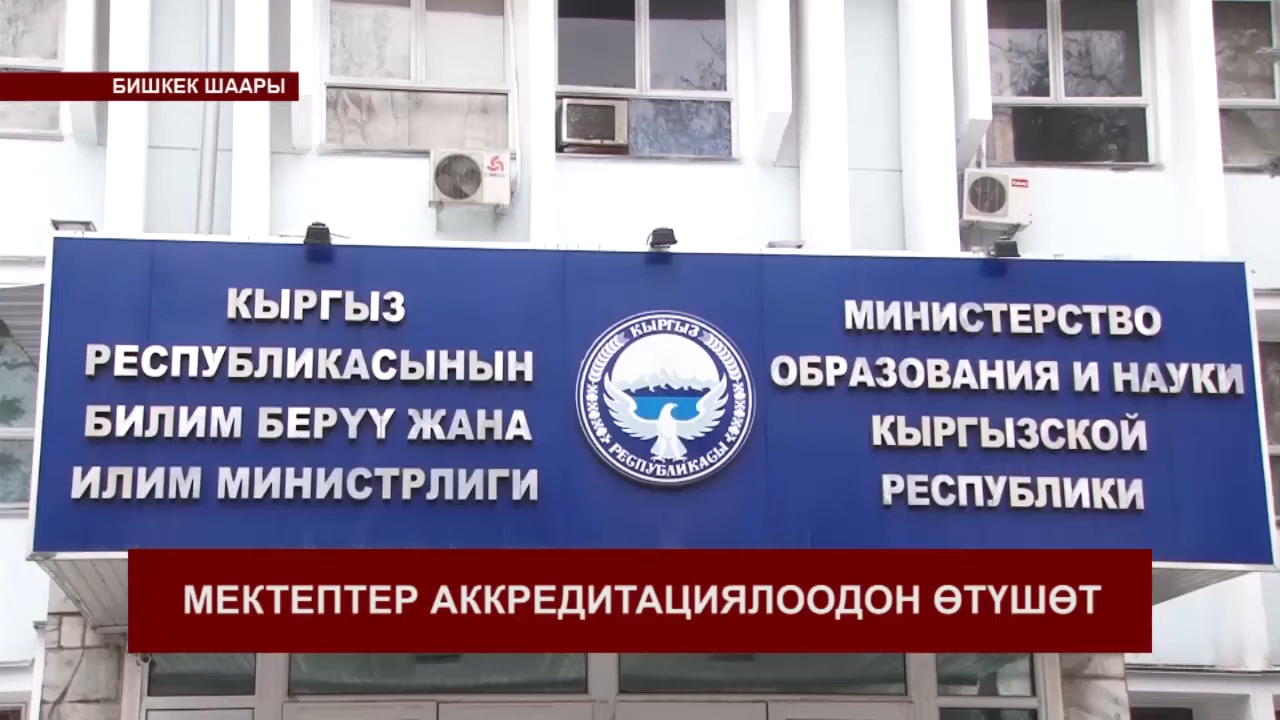 БИШКЕК ШААРЫ
КЫРГЫЗ
РЕСПУБЛИКАСЫНЫН
БИЛИМ БЕРҮҮ ЖАНА
ИЛИМ МИНИСТРЛИГИ
КЫРГЫЗ
РЕСПУБЛИКАСЫ
МИНИСТЕРСТВО
ОБРАЗОВАНИЯ И НАУКИ
КЫРГЫЗСКОЙ
РЕСПУБЛИКИ
МЕКТЕПТЕР АККРЕДИТАЦИЯЛООДОН ӨТҮШӨТ